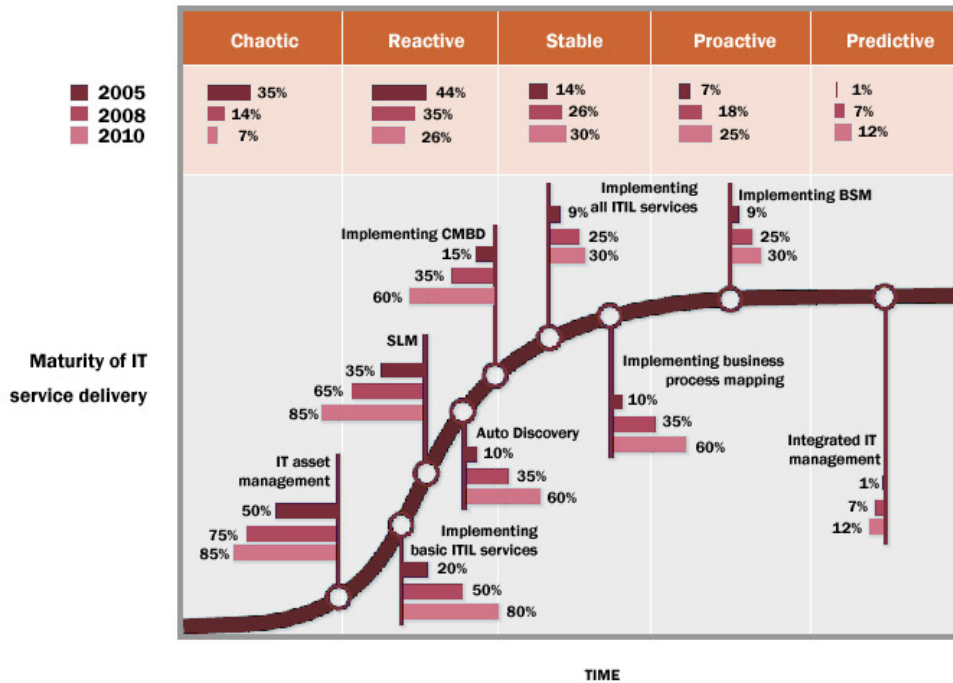 Chaotic Reactive Stable Proactive Predictive
2005 35% 44% 14% 7% 1%
2008 14% 35% 26% 18% 7%
2010 7% 26% 30% 25% 12%
Implementing
all ITIL services
9%
25%
30%
Implementing BSM
9%
25%
30%
Implementing CMBD
15%
35%
60%
SLM
35%
65%
85%
Maturity of IT
service delivery
Implementing business
process mapping
10%
35%
60%
Auto Discovery
10%
35%
60%
Integrated IT
management
1%
7%
12%
IT asset
management
50%
75%
85%
Implementing
basic ITIL services
20%
50%
80%
TIME